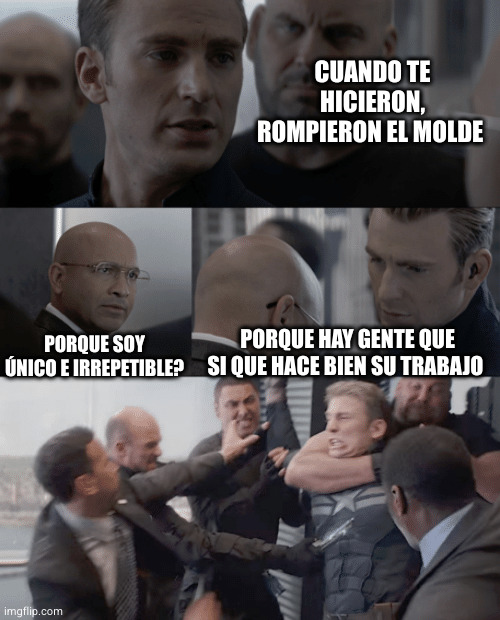 CUANDO TE
HICIERON,
ROMPIERON EL MOLDE
PORQUE SOY
ÚNICO E IRREPETIBLE?
PORQUE HAY GENTE QUE
SI QUE HACE BIEN SU TRABAJO
imgflip.com